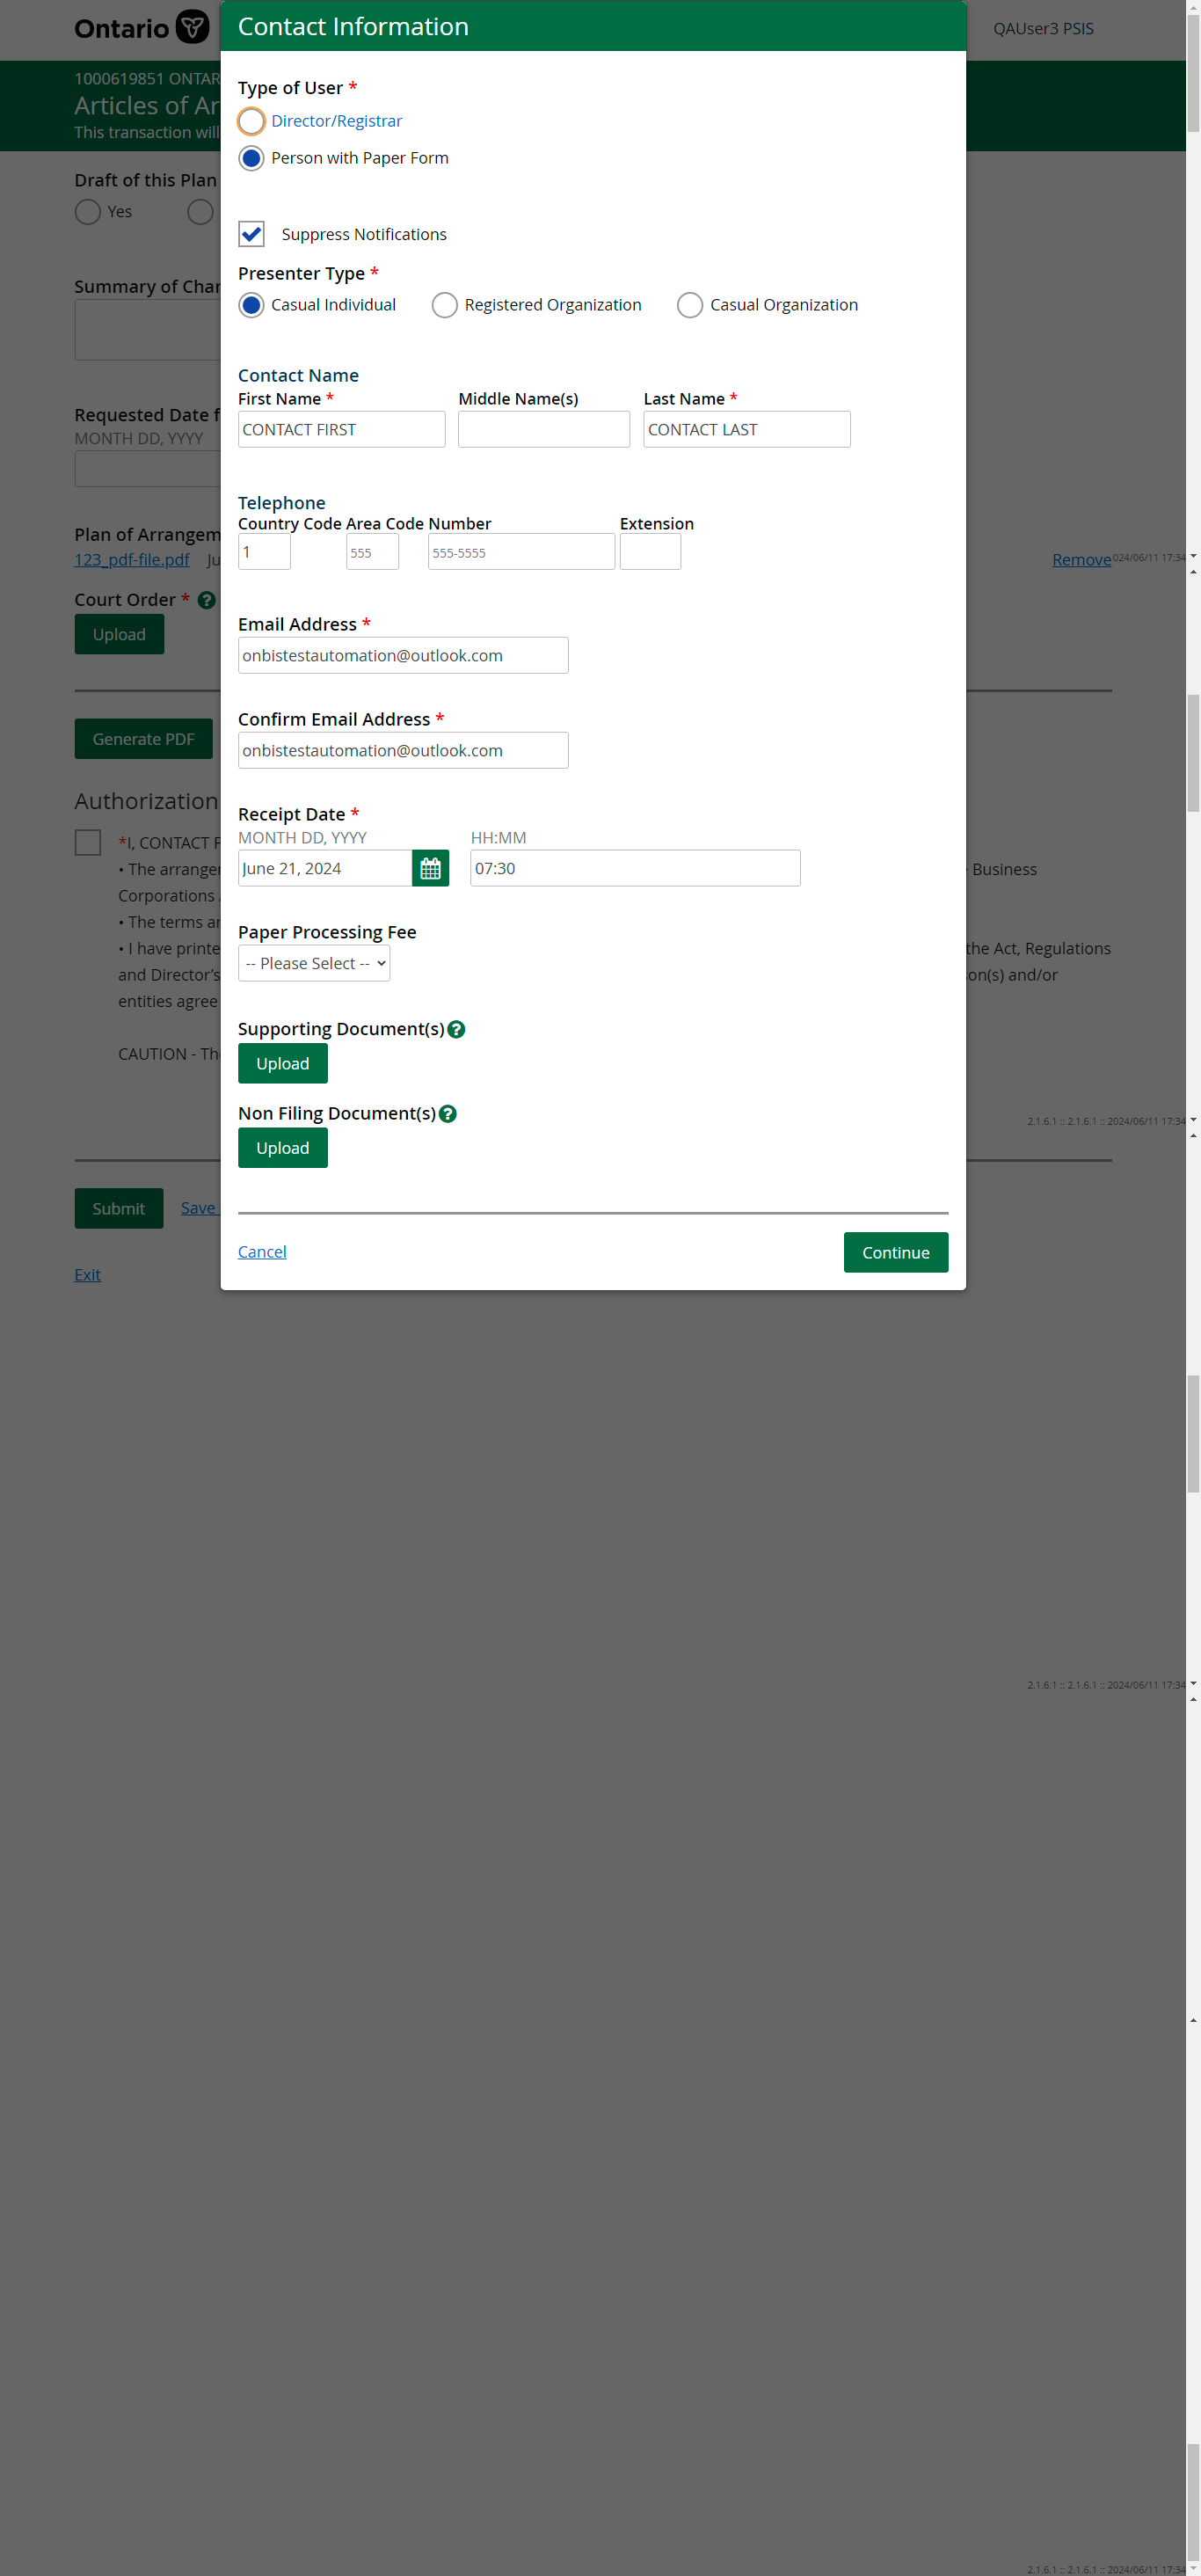 Ontario
QAUser3 PSIS
1000619851 ONTAR
Articles of Ar
This transaction will
Contact Information
Type of User *
Director/Registrar
Person with Paper Form
Suppress Notifications
Presenter Type *
Casual Individual Registered Organization Casual Organization
Contact Name
First Name * Middle Name(s) Last Name *
CONTACT FIRST CONTACT LAST
Telephone
Country Code Area Code Number Extension
1 555 555-5555
Email Address *
onbistestautomation@outlook.com
Confirm Email Address *
onbistestautomation@outlook.com
Receipt Date *
MONTH DD, YYYY HH:MM
June 21, 2024 07:30
Paper Processing Fee
-- Please Select --
Supporting Document(s) ?
Upload
Non Filing Document(s) ?
Upload
Cancel Continue
Draft of this Plan
Yes
Summary of Char
Requested Date f
MONTH DD, YYYY
Plan of Arrangem
123_pdf-file.pdf Ju Remove 024/06/11 17:34
Court Order * ?
Upload
Generate PDF
Authorization
*I, CONTACT F
• The arranger Business
Corporations
• The terms ar
• I have printe the Act, Regulations
and Director's on(s) and/or
entities agree
CAUTION - Th
2.1.6.1 :: 2.1.6.1 :: 2024/06/11 17:34
Submit Save
Exit
2.1.6.1 :: 2.1.6.1 :: 2024/06/11 17:34
2.1.6.1 :: 2.1.6.1 :: 2024/06/11 17:34